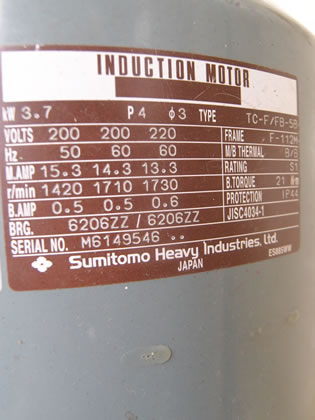 INDUCTION MOTOR
kW 3.7 P 4 φ3 TYPE TC-F/FB-5B
VOLTS 200 200 220 FRAME F-112M
Hz 50 60 60 M/B THERMAL B/B
M.AMP 15.3 14.3 13.3 RATING S1
r/min 1420 1710 1730 B.TORQUE 21
B.AMP 0.5 0.5 0.6 PROTECTION IP44
BRG. 6206ZZ / 6206ZZ JISC4034-1
SERIAL NO. M6149546
Sumitomo Heavy Industries, Ltd.
JAPAN ES885WW